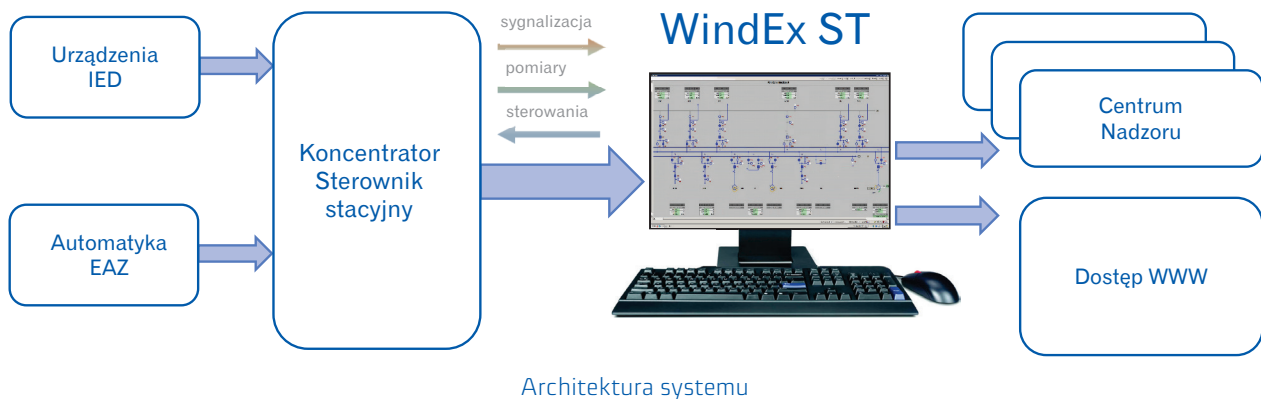 Urządzenia
IED
Automatyka
EAZ
Koncentrator
Sterownik
stacyjny
sygnalizacja
pomiary
sterowania
WindEx ST
Centrum
Nadzoru
Dostęp WWW
Architektura systemu